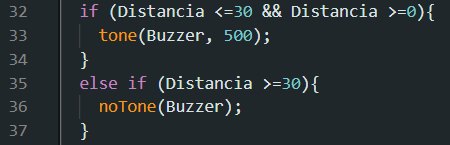 32 if (Distancia <=30 && Distancia >=0){
33 tone(Buzzer, 500);
34 }
35 else if (Distancia >=30){
36 noTone(Buzzer);
37 }